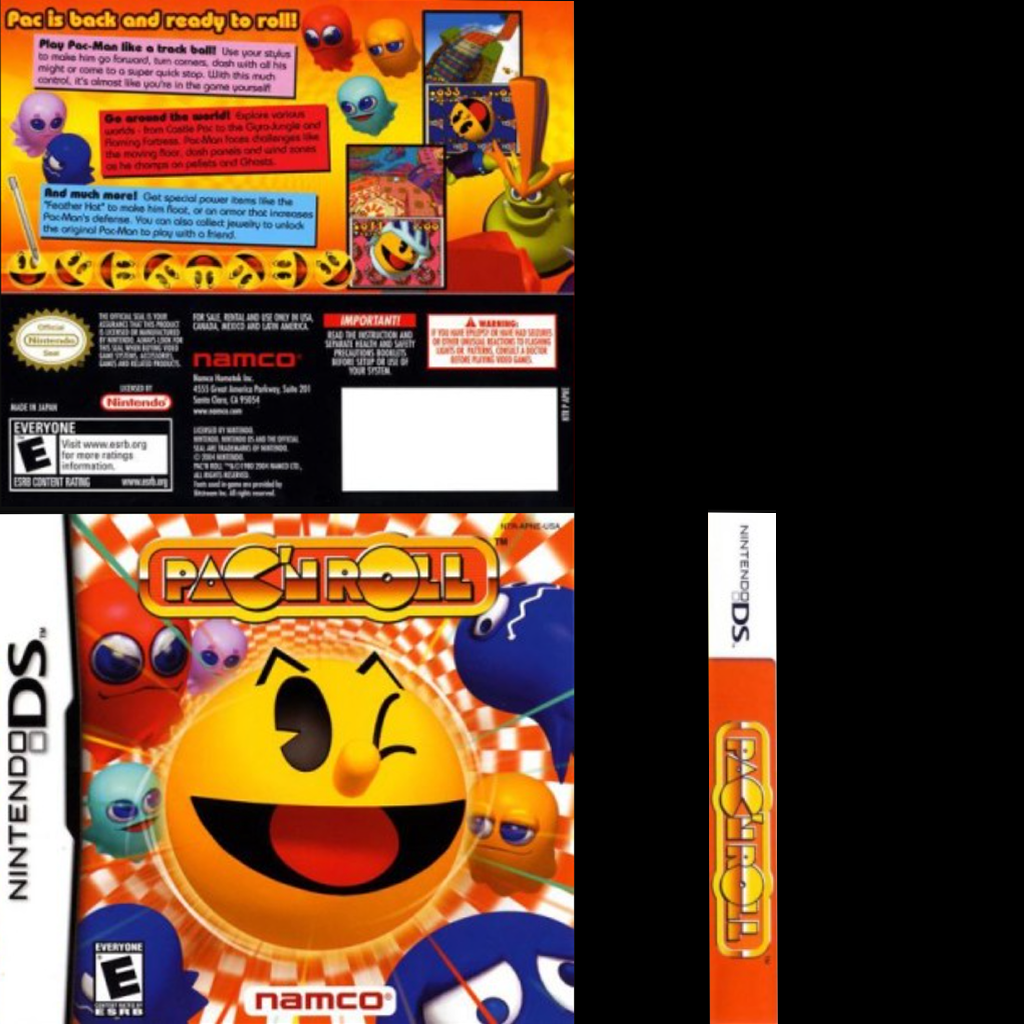 Pac is back and ready to roll!
Play Pac-Man like a track ball! Use your stylus
to make him go forward, turn corners, dash with all his
might or come to a super quick stop. With this much
control, it's almost like you're in the game yourself!
Go around the world! Explore various
worlds - from Castle Pac to the Gyro-Jungle and
Flaming Fortress. Pac-Man faces challenges like
the moving floor, dash panels and wind zones
as he chomps on pellets and Ghosts.
And much more! Get special power items like the
"Feather Hat" to make him float, or an armor that increases
Pac-Man's defense. You can also collect jewelry to unlock
the original Pac-Man to play with a friend.
Official
Nintendo
Seal
THE OFFICIAL SEAL IS YOUR
ASSURANCE THAT THIS PRODUCT
IS LICENSED OR MANUFACTURED
BY NINTENDO. ALWAYS LOOK FOR
THIS SEAL WHEN BUYING VIDEO
GAME SYSTEMS, ACCESSORIES,
GAMES AND RELATED PRODUCTS.
LICENSED BY
Nintendo
MADE IN JAPAN
EVERYONE
E
Visit www.esrb.org
for more ratings
information.
ESRB CONTENT RATING www.esrb.org
FOR SALE, RENTAL AND USE ONLY IN USA,
CANADA, MEXICO AND LATIN AMERICA.
namco®
Namco Hometek Inc.
4555 Great America Parkway, Suite 201
Santa Clara, CA 95054
www.namco.com
LICENSED BY NINTENDO.
NINTENDO, NINTENDO DS AND THE OFFICIAL
SEAL ARE TRADEMARKS OF NINTENDO.
© 2004 NINTENDO.
PAC'N ROLL ™&© 1980 2004 NAMCO LTD.,
ALL RIGHTS RESERVED.
Fonts used in game are provided by
Bitstream Inc. All rights reserved.
IMPORTANT!
READ THE INSTRUCTION AND
SEPARATE HEALTH AND SAFETY
PRECAUTIONS BOOKLETS
BEFORE SETUP OR USE OF
YOUR SYSTEM.
WARNING:
IF YOU HAVE EPILEPSY OR HAVE HAD SEIZURES
OR OTHER UNUSUAL REACTIONS TO FLASHING
LIGHTS OR PATTERNS, CONSULT A DOCTOR
BEFORE PLAYING VIDEO GAMES.
NTR-APNE-USA
PAC'N ROLL™
NINTENDO DS™
EVERYONE
E
CONTENT RATED BY
ESRB
namco®
NINTENDO DS™
PAC'N ROLL™